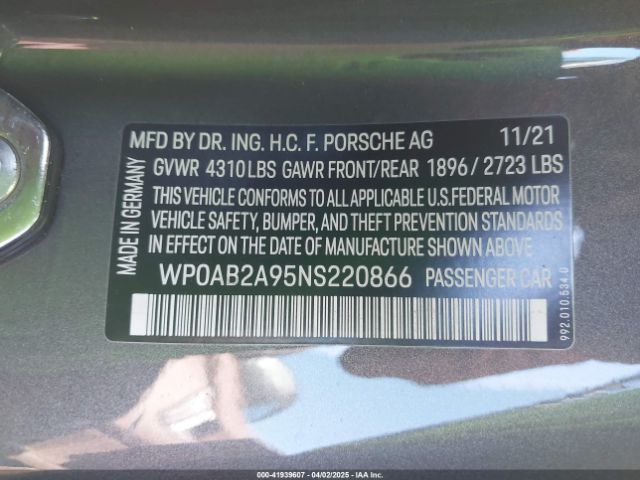 MFD BY DR. ING. H.C. F. PORSCHE AG 11/21
GVWR 4310 LBS GAWR FRONT/REAR 1896 / 2723 LBS
THIS VEHICLE CONFORMS TO ALL APPLICABLE U.S. FEDERAL MOTOR
VEHICLE SAFETY, BUMPER, AND THEFT PREVENTION STANDARDS
IN EFFECT ON THE DATE OF MANUFACTURE SHOWN ABOVE
WP0AB2A95NS220866 PASSENGER CAR
MADE IN GERMANY
992.010.534.0
000-41939607 04/02/2025 IAA Inc.